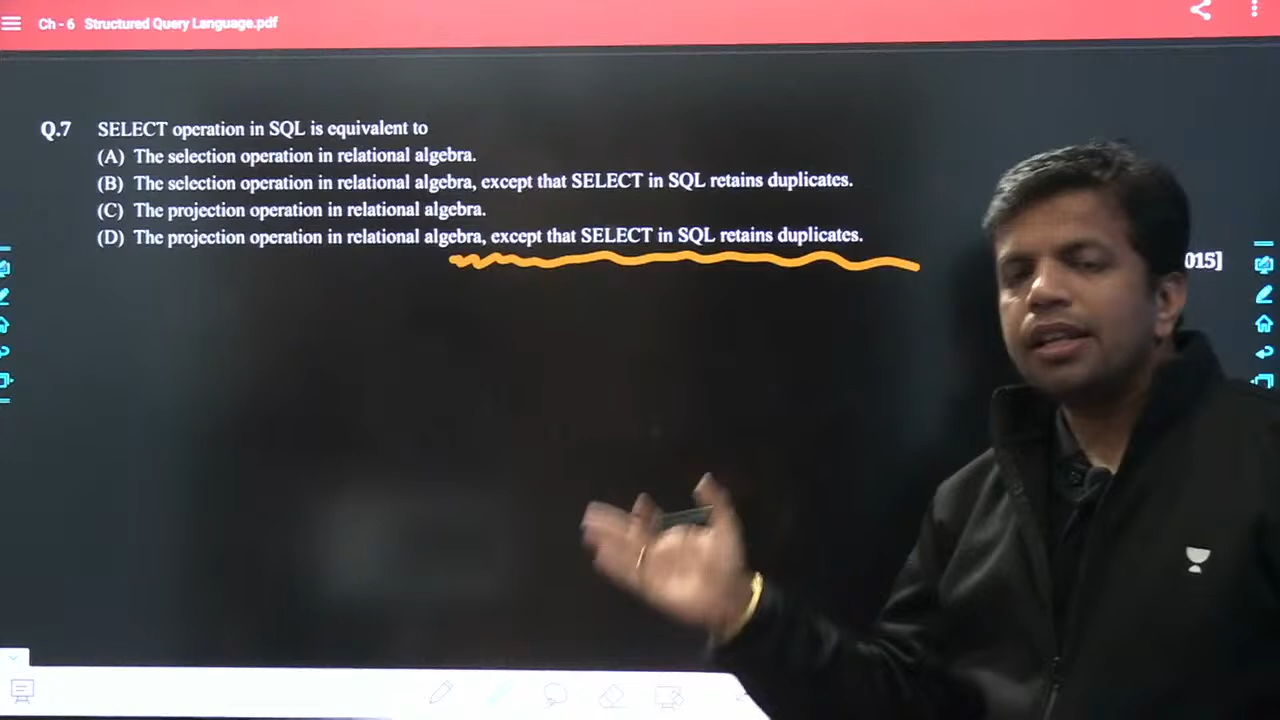 Ch - 6 Structured Query Language.pdf
Q.7 SELECT operation in SQL is equivalent to
(A) The selection operation in relational algebra.
(B) The selection operation in relational algebra, except that SELECT in SQL retains duplicates.
(C) The projection operation in relational algebra.
(D) The projection operation in relational algebra, except that SELECT in SQL retains duplicates.
015]